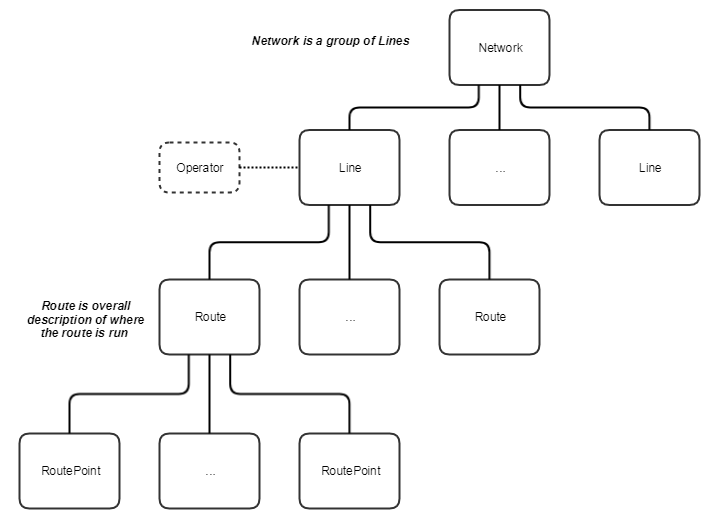 Network is a group of Lines
Network
Operator
Line
...
Line
Route is overall
description of where
the route is run
Route
...
Route
RoutePoint
...
RoutePoint